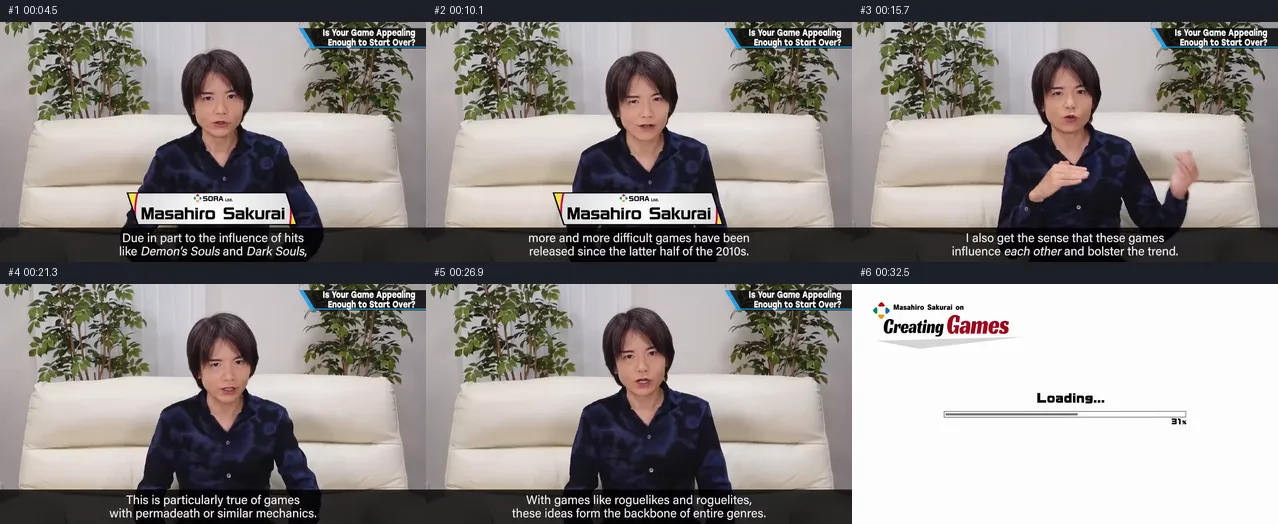 #1 00:04.5
Is Your Game Appealing
Enough to Start Over?
SORA LTD.
Masahiro Sakurai
Due in part to the influence of hits
like Demon's Souls and Dark Souls,
#2 00:10.1
Is Your Game Appealing
Enough to Start Over?
SORA LTD.
Masahiro Sakurai
more and more difficult games have been
released since the latter half of the 2010s.
#3 00:15.7
Is Your Game Appealing
Enough to Start Over?
I also get the sense that these games
influence each other and bolster the trend.
#4 00:21.3
Is Your Game Appealing
Enough to Start Over?
This is particularly true of games
with permadeath or similar mechanics.
#5 00:26.9
Is Your Game Appealing
Enough to Start Over?
With games like roguelikes and roguelites,
these ideas form the backbone of entire genres.
#6 00:32.5
Masahiro Sakurai on
Creating Games
Loading...
31%